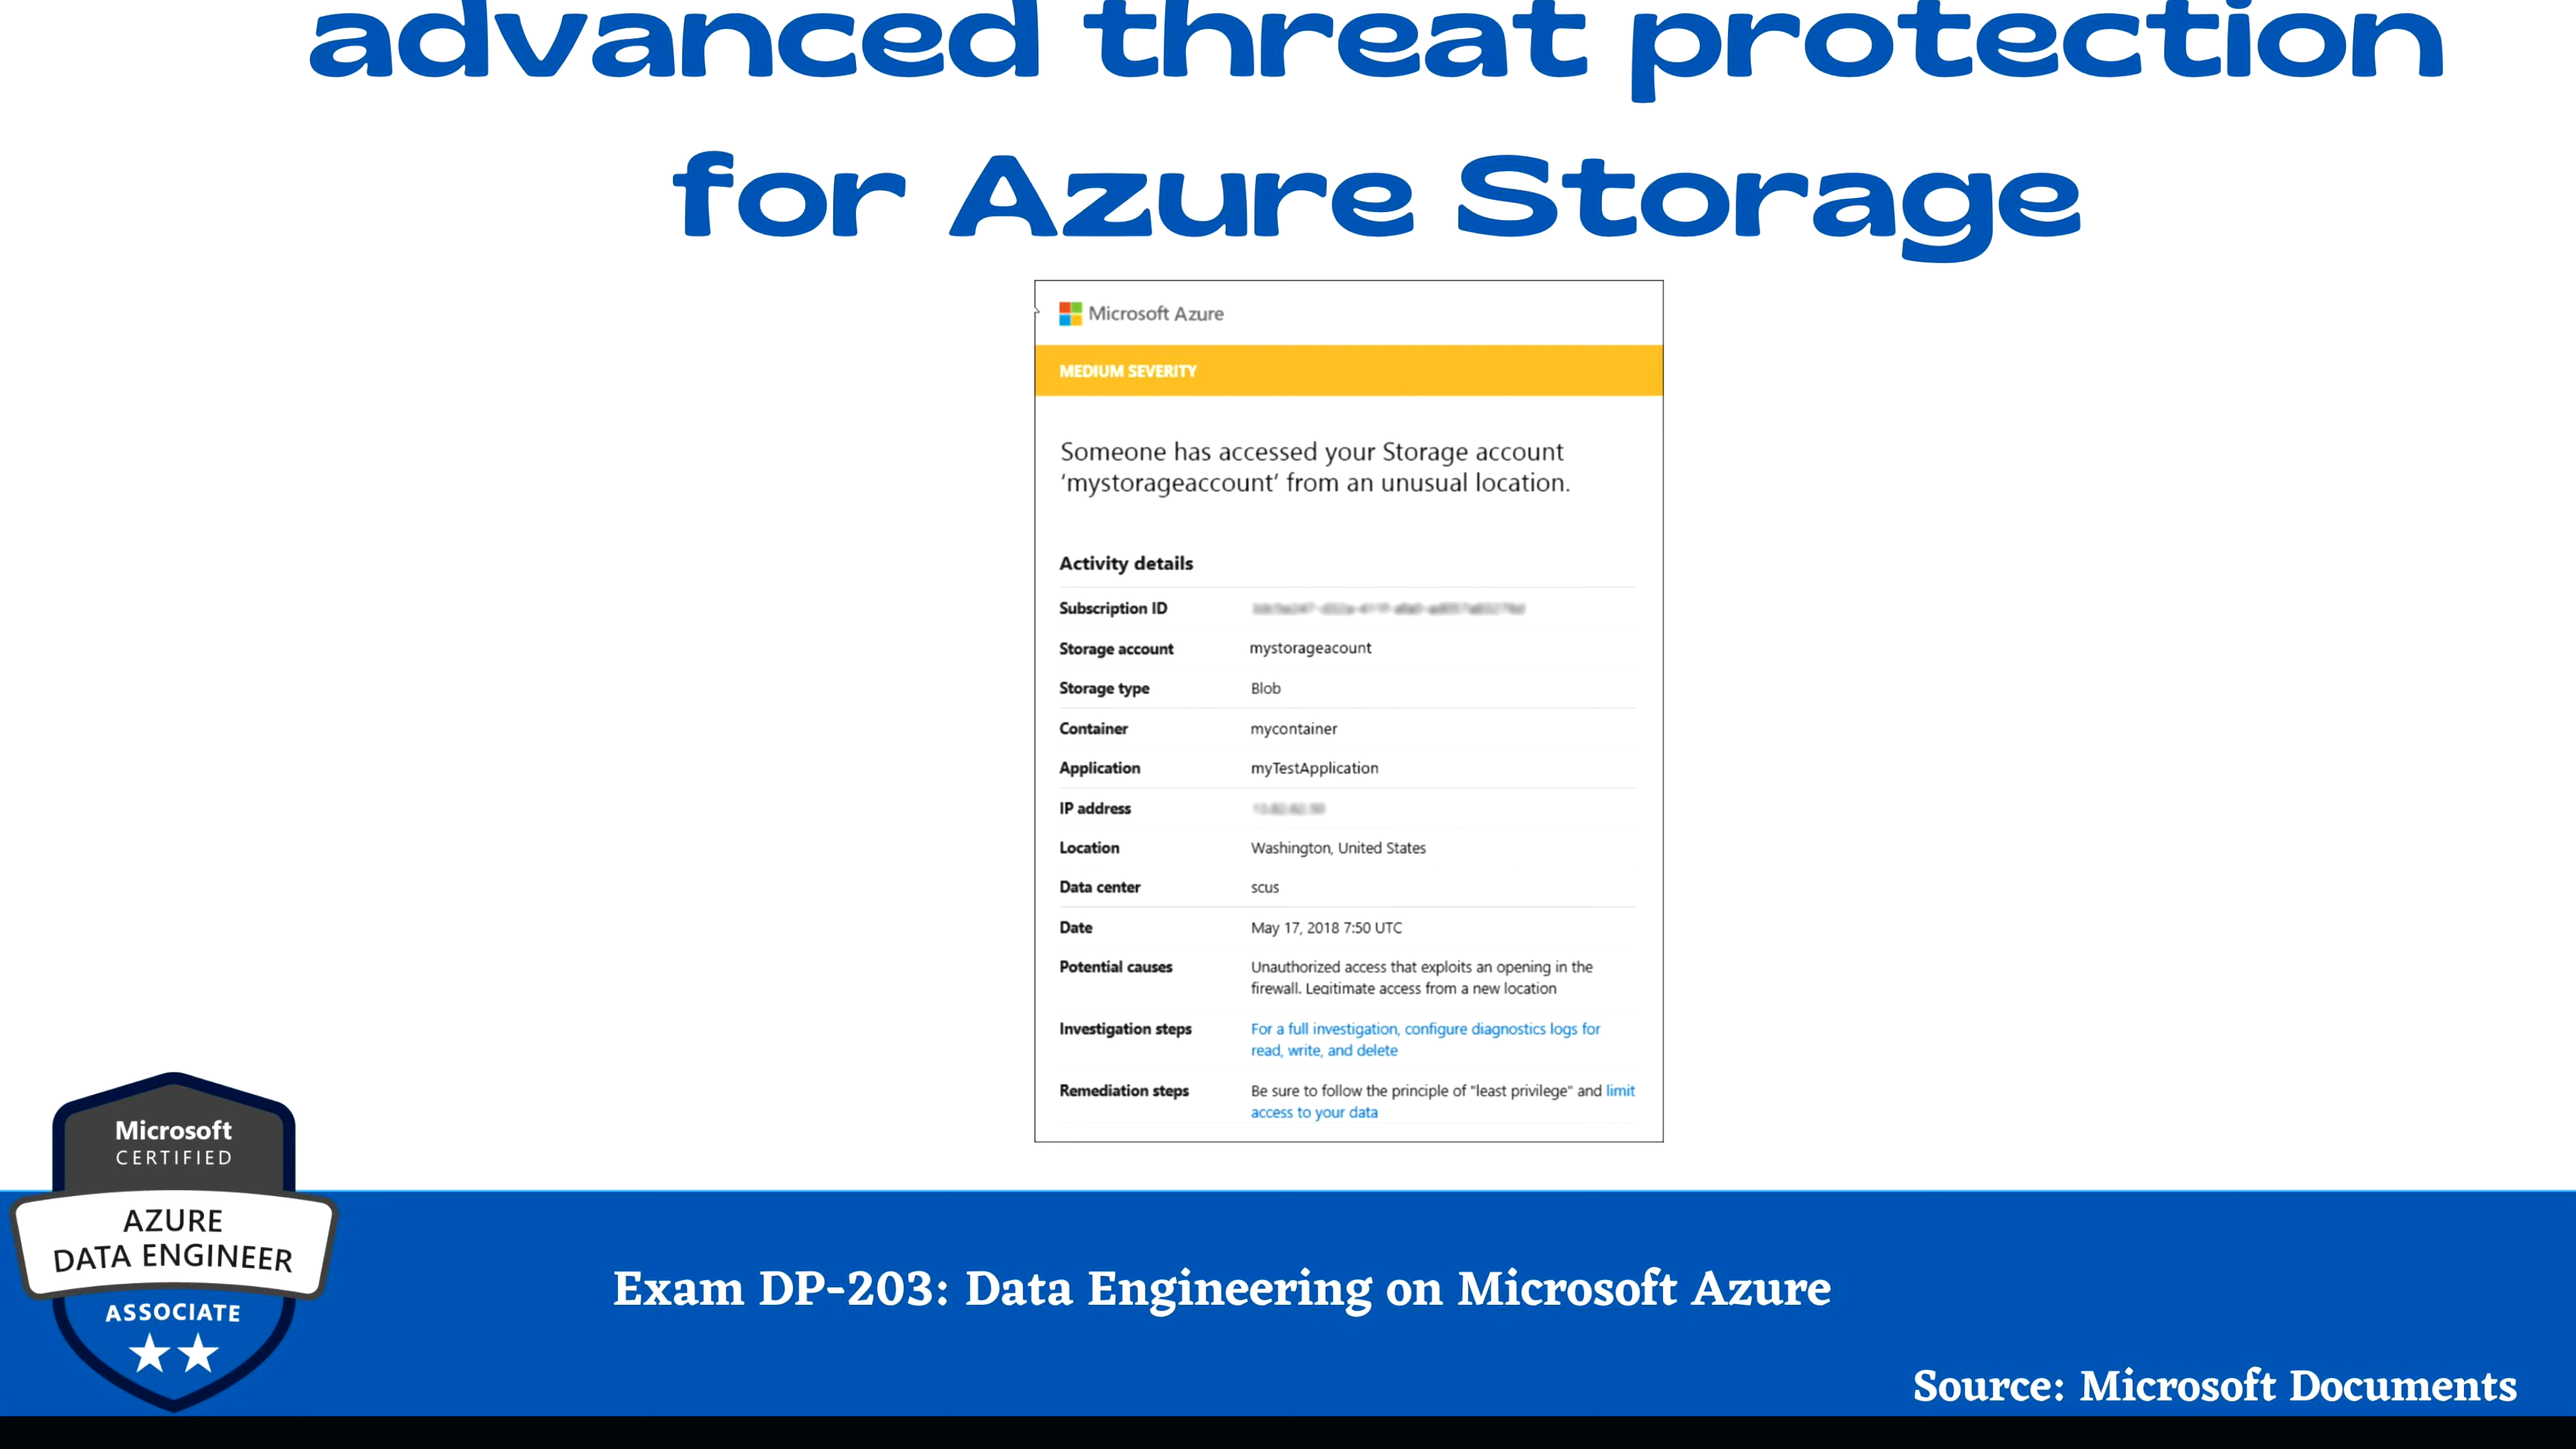 advanced threat protection
for Azure Storage
Microsoft Azure
MEDIUM SEVERITY
Someone has accessed your Storage account
'mystorageaccount' from an unusual location.
Activity details
Subscription ID
Storage account mystorageacount
Storage type Blob
Container mycontainer
Application myTestApplication
IP address
Location Washington, United States
Data center scus
Date May 17, 2018 7:50 UTC
Potential causes Unauthorized access that exploits an opening in the
firewall. Legitimate access from a new location
Investigation steps For a full investigation, configure diagnostics logs for
read, write, and delete
Remediation steps Be sure to follow the principle of "least privilege" and limit
access to your data
Microsoft
CERTIFIED
AZURE
DATA ENGINEER
ASSOCIATE
Exam DP-203: Data Engineering on Microsoft Azure
Source: Microsoft Documents